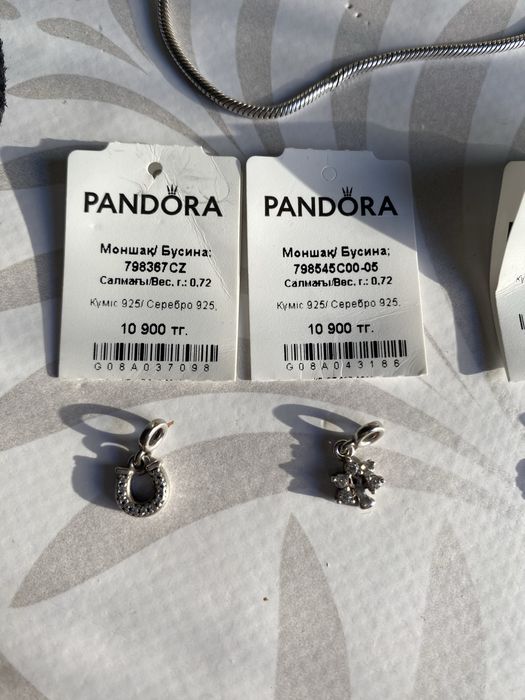 PANDORA
Моншақ/ Бусина;
798367CZ
Салмағы/Вес. г.: 0,72
Күміс 925/ Серебро 925,
10 900 тг.
G08A037098
PANDORA
Моншақ/ Бусина;
798545C00-05
Салмағы/Вес. г.: 0,72
Күміс 925/ Серебро 925,
10 900 тг.
G08A043186